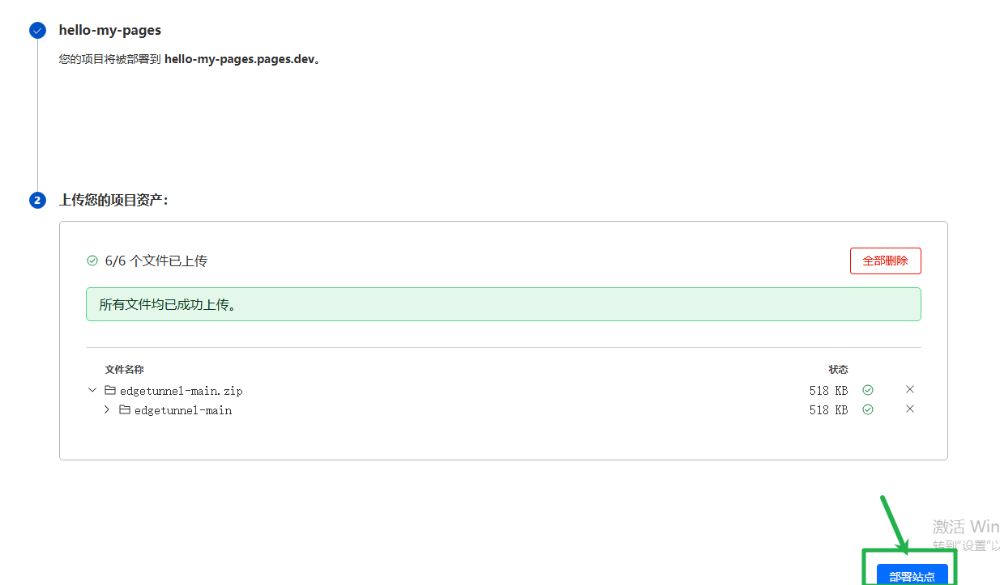 hello-my-pages
您的项目将被部署到 hello-my-pages.pages.dev。
2 上传您的项目资产：
6/6 个文件已上传
全部删除
所有文件均已成功上传。
文件名称 状态
edgetunnel-main.zip 518 KB
edgetunnel-main 518 KB
激活 Win
转到"设置"以
部署站点